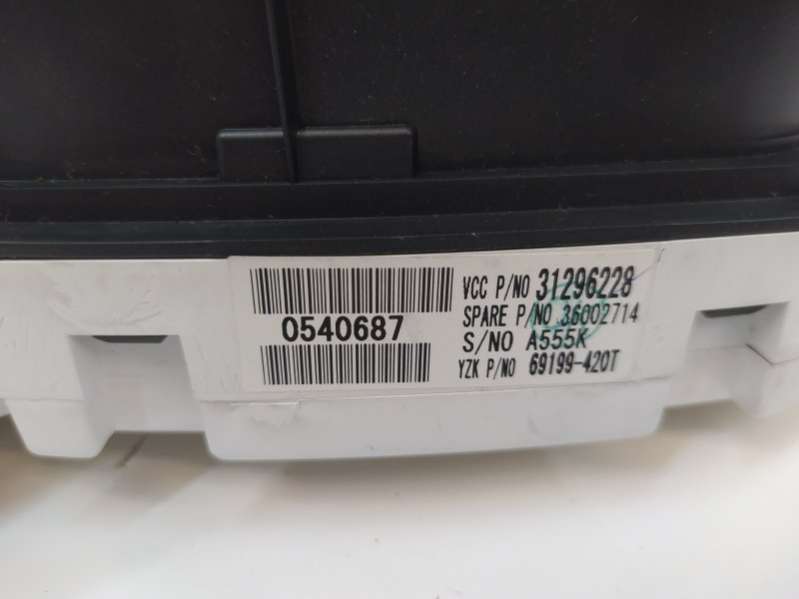 0540687
VCC P/NO 31296228
SPARE P/NO 36002714
S/NO A555K
YZK P/NO 69199-420T